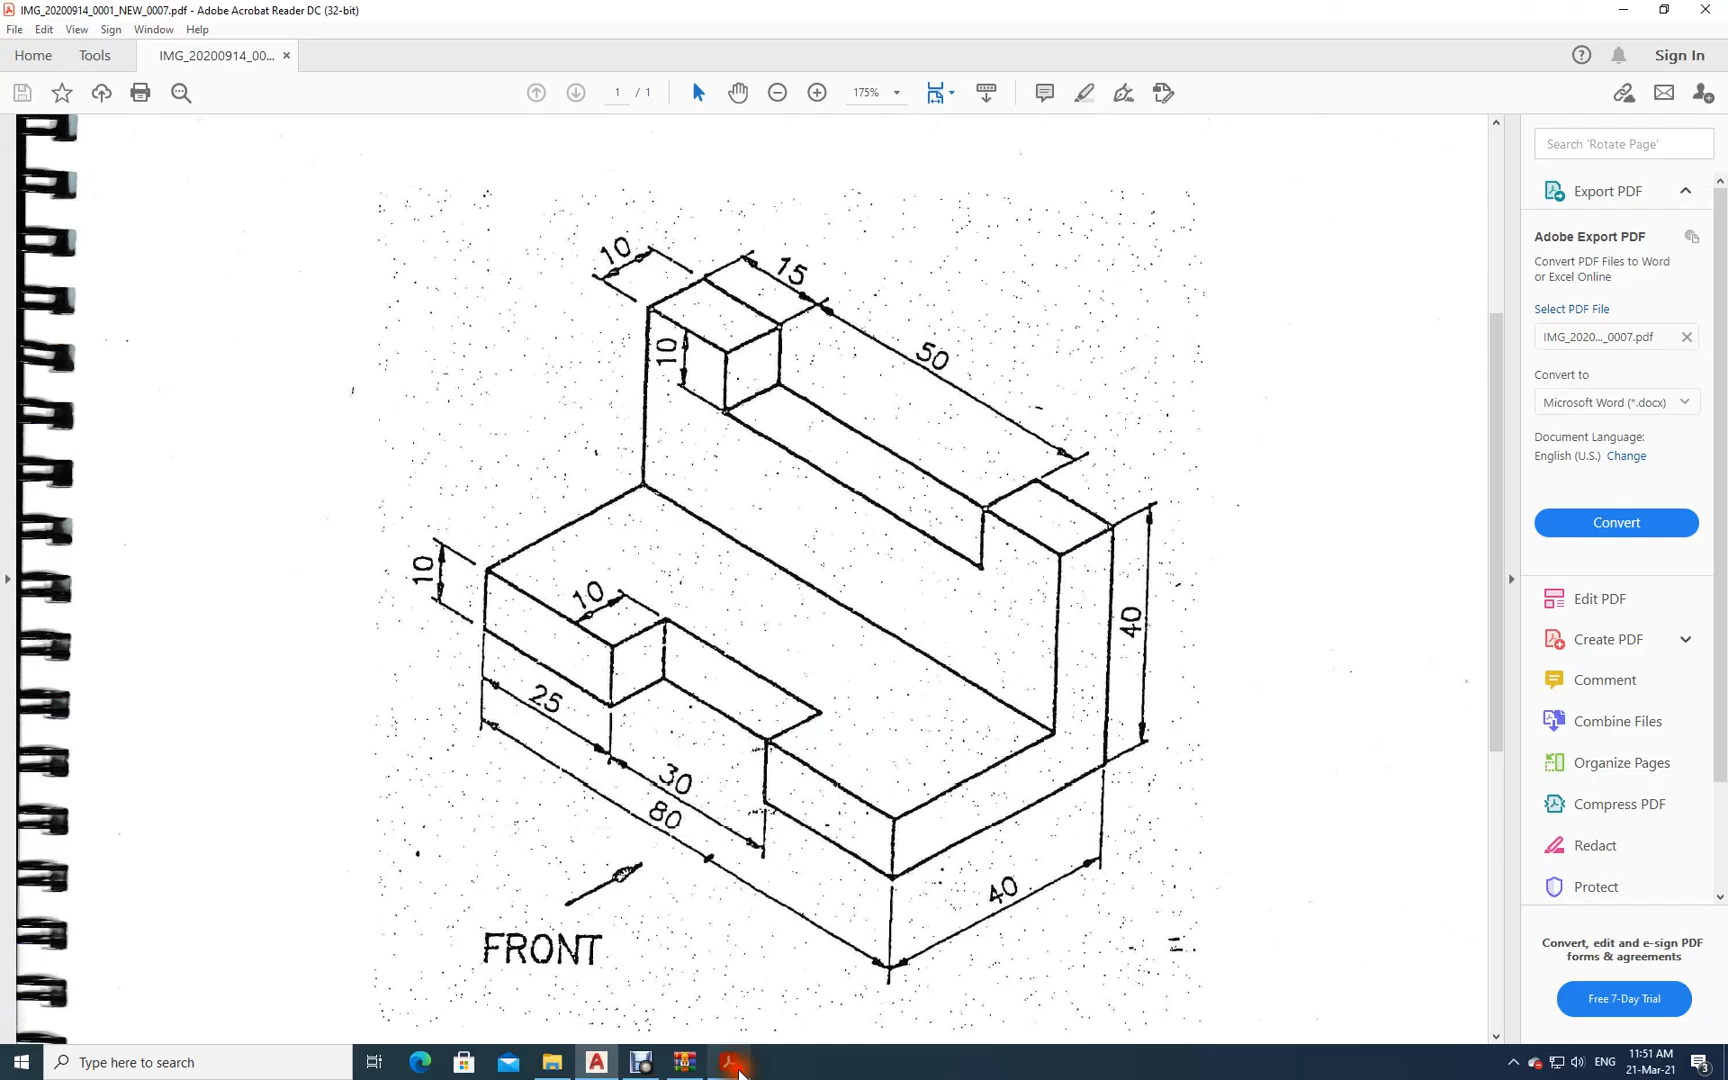 IMG_20200914_0001_NEW_0007.pdf - Adobe Acrobat Reader DC (32-bit)
File Edit View Sign Window Help
Home Tools IMG_20200914_00... × Sign In
1 / 1 175%
Search 'Rotate Page'
Export PDF
Adobe Export PDF
Convert PDF Files to Word
or Excel Online
Select PDF File
IMG_2020..._0007.pdf
Convert to
Microsoft Word (*.docx)
Document Language:
English (U.S.) Change
Convert
Edit PDF
Create PDF
Comment
Combine Files
Organize Pages
Compress PDF
Redact
Protect
Convert, edit and e-sign PDF
forms & agreements
Free 7-Day Trial
10
15
50
10
10
10
40
25
30
80
40
FRONT
Type here to search
ENG
11:51 AM
21-Mar-21
3